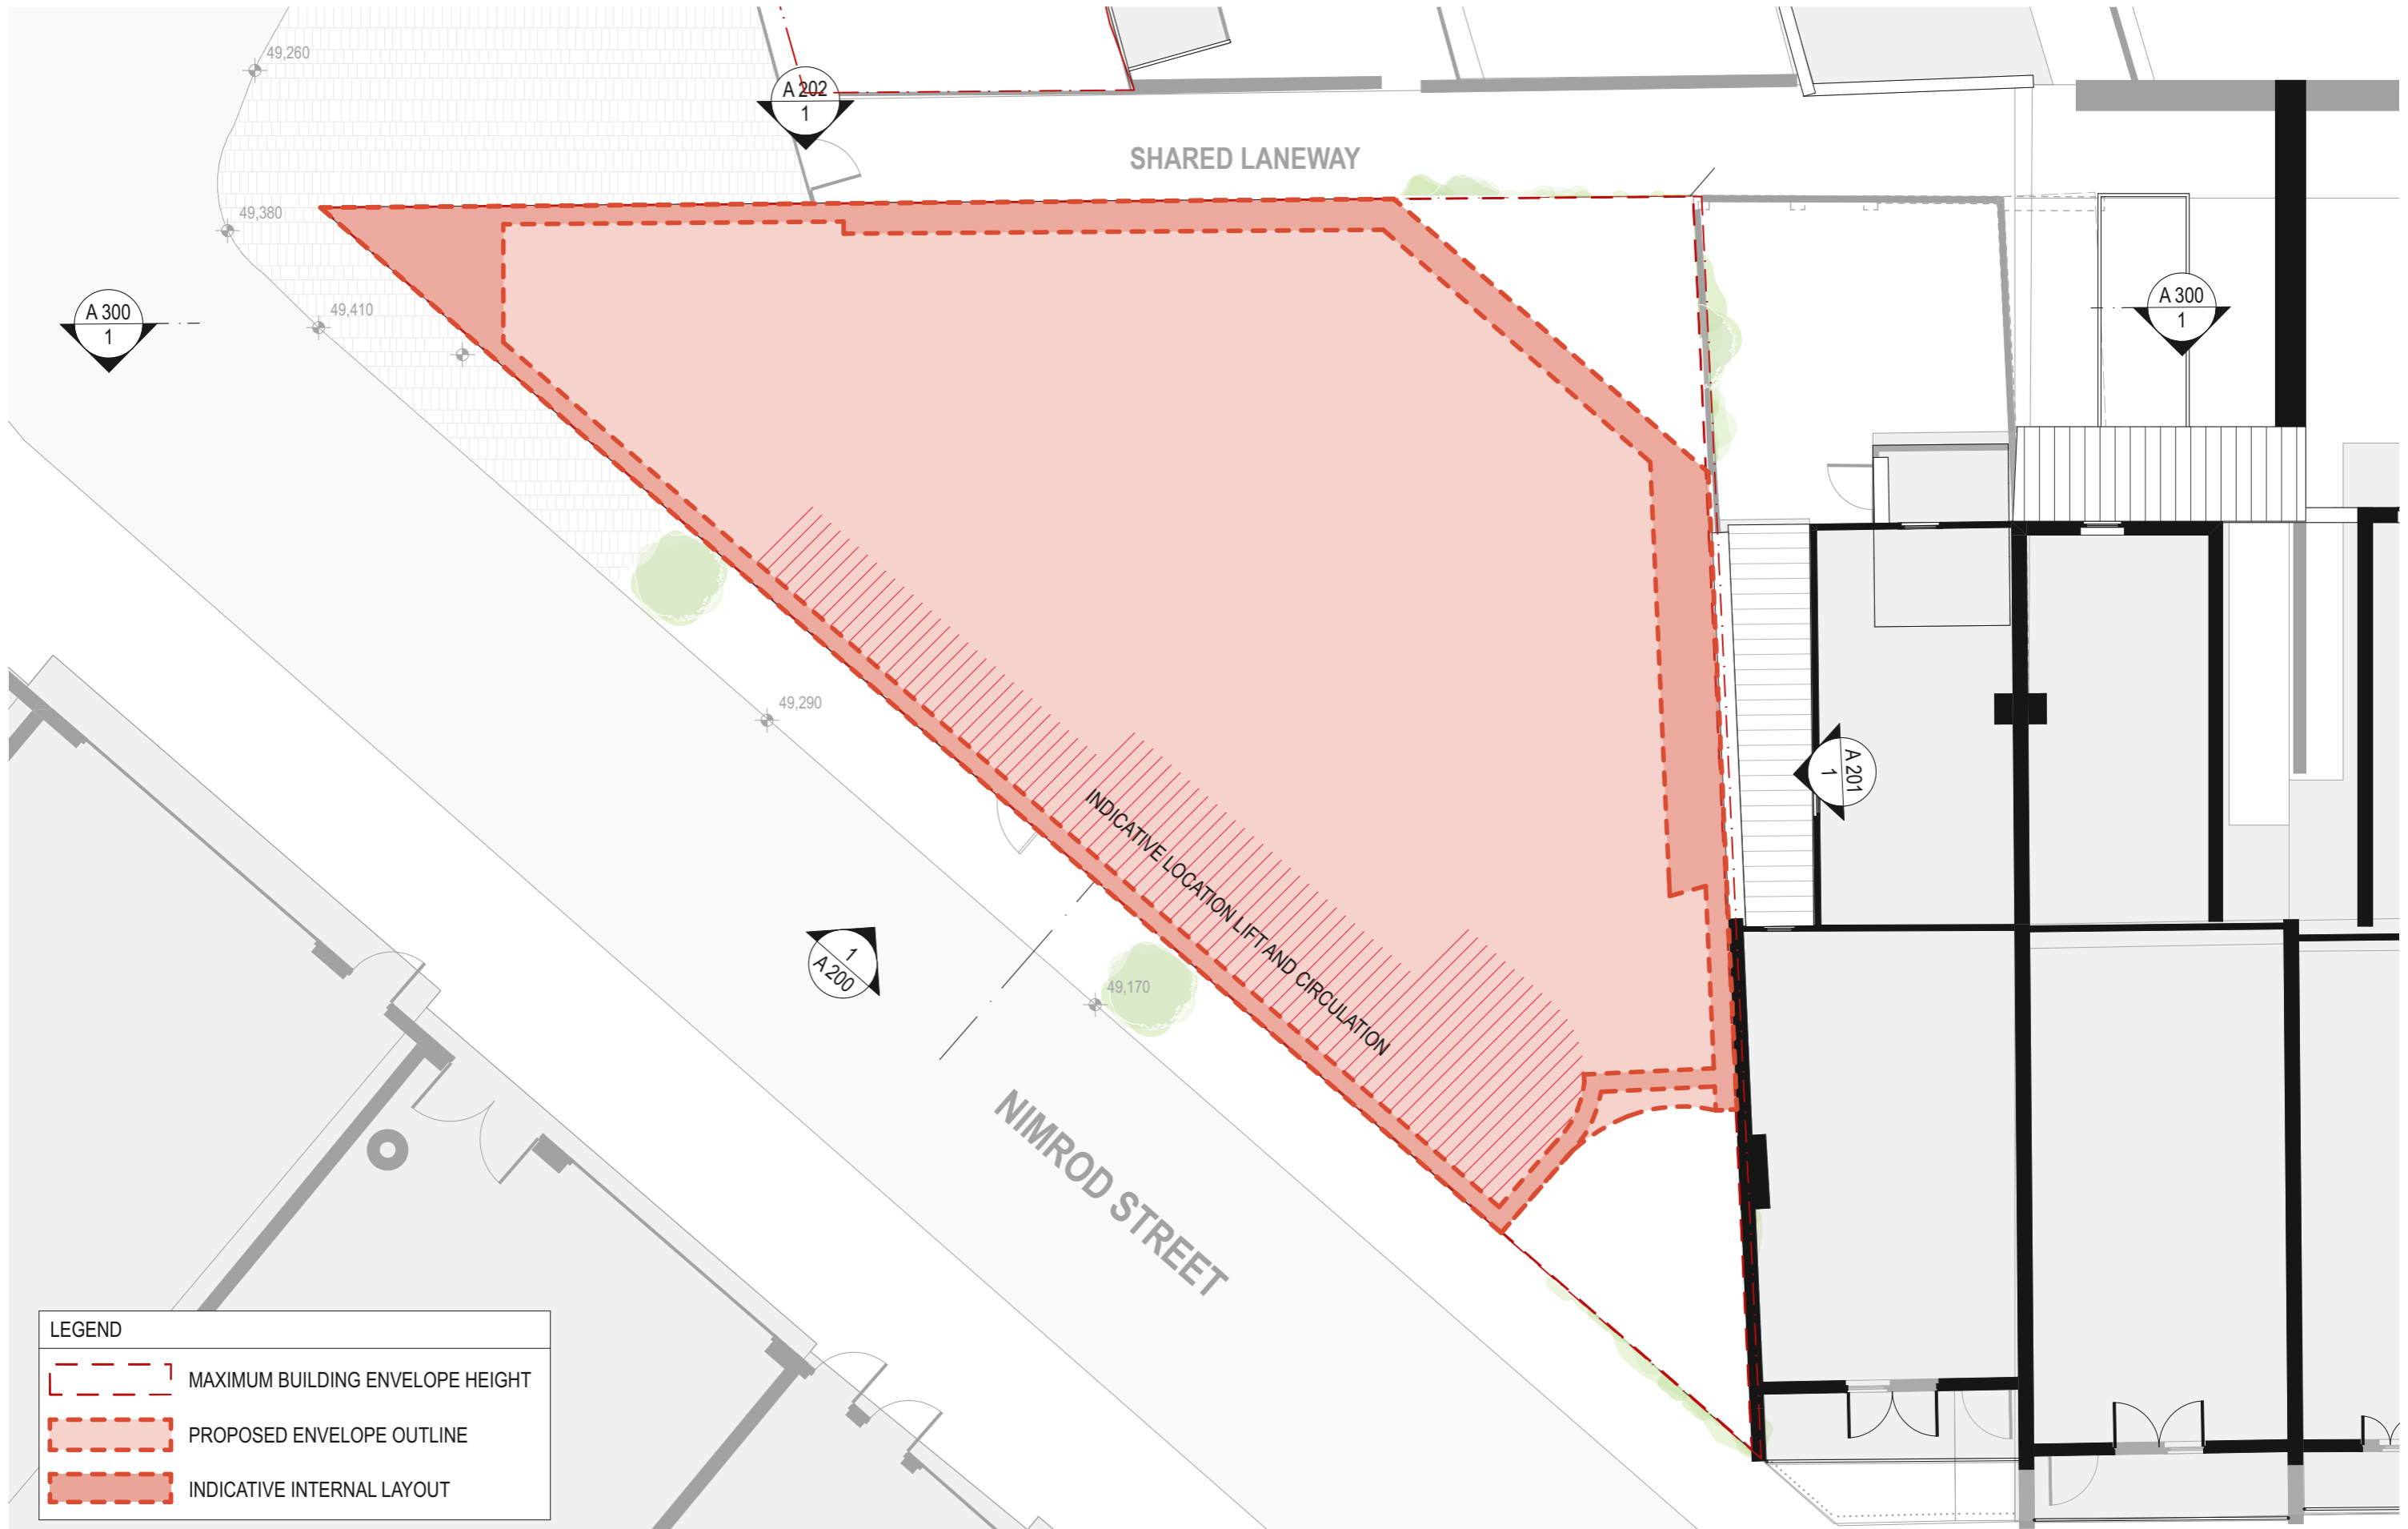 49,260
A 202
1
SHARED LANEWAY
49,380
49,410
A 300
1
A 300
1
49,290
INDICATIVE LOCATION LIFT AND CIRCULATION
A 201
1
1
A 200
49,170
NIMROD STREET
LEGEND
MAXIMUM BUILDING ENVELOPE HEIGHT
PROPOSED ENVELOPE OUTLINE
INDICATIVE INTERNAL LAYOUT